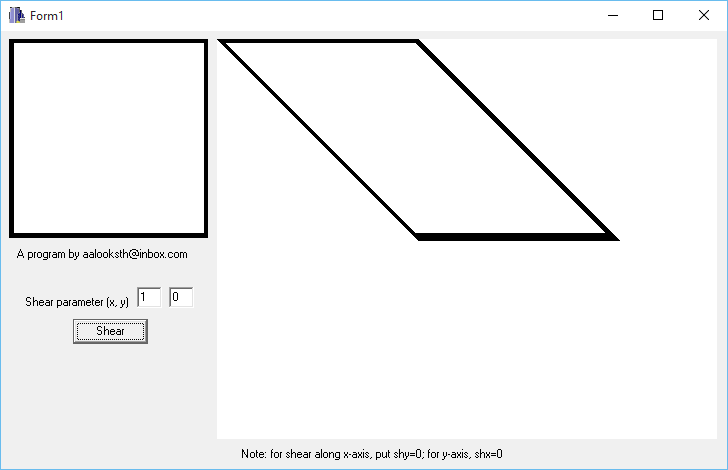 Form1
A program by aalooksth@inbox.com
Shear parameter (x, y) 1 0
Shear
Note: for shear along x-axis, put shy=0; for y-axis, shx=0